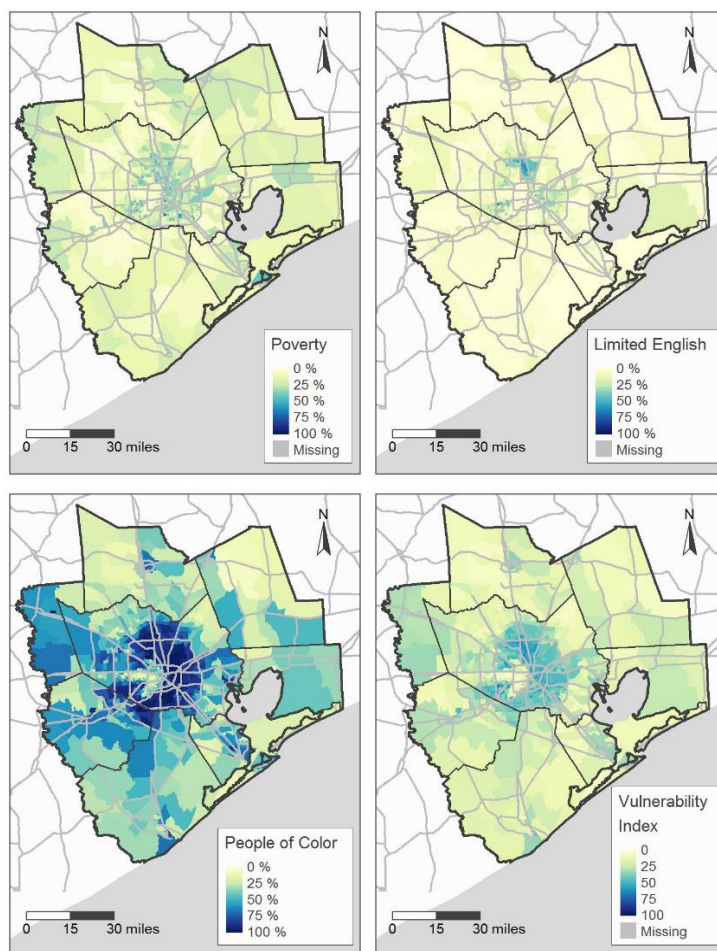 N
Poverty
0 %
25 %
50 %
75 %
100 %
Missing
0 15 30 miles
N
Limited English
0 %
25 %
50 %
75 %
100 %
Missing
0 15 30 miles
N
People of Color
0 %
25 %
50 %
75 %
100 %
0 15 30 miles
N
Vulnerability
Index
0
25
50
75
100
Missing
0 15 30 miles